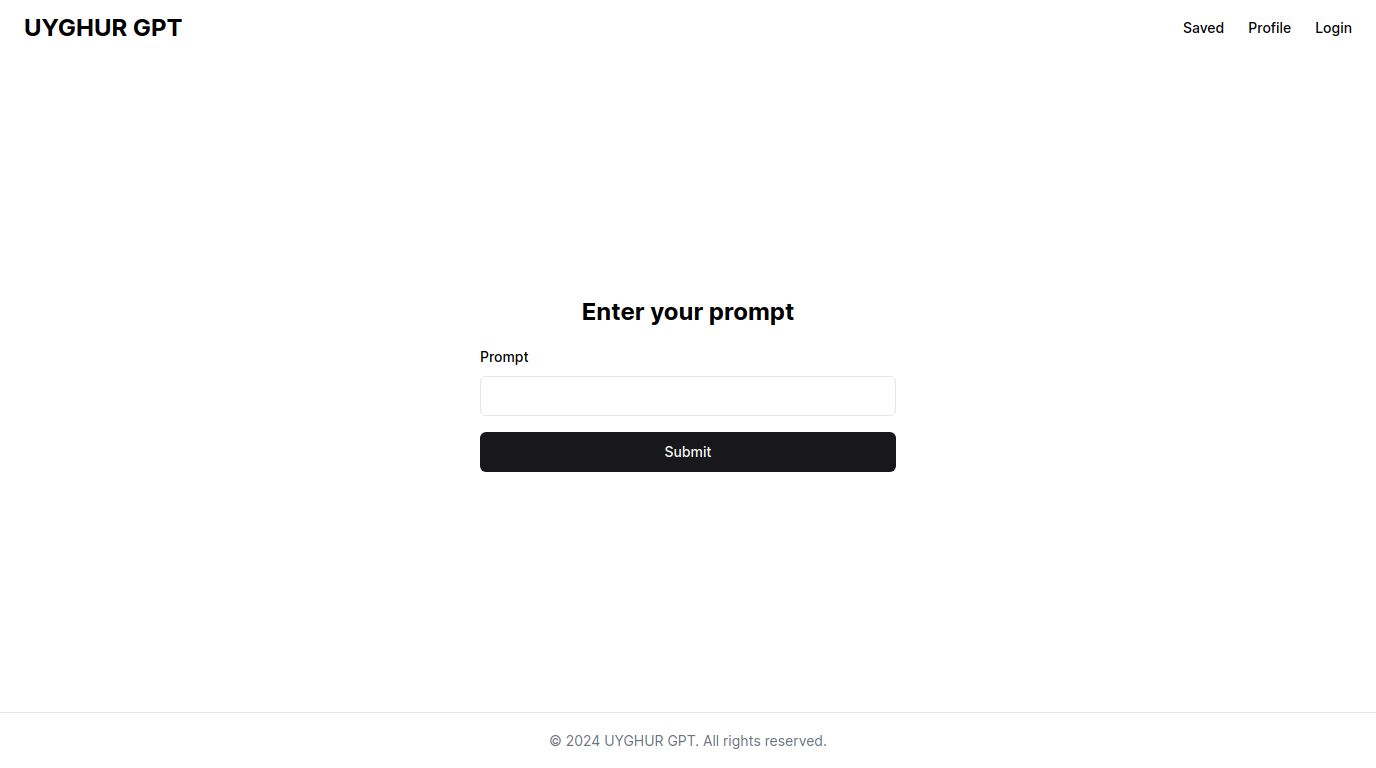 UYGHUR GPT
Saved Profile Login
Enter your prompt
Prompt
Submit
© 2024 UYGHUR GPT. All rights reserved.